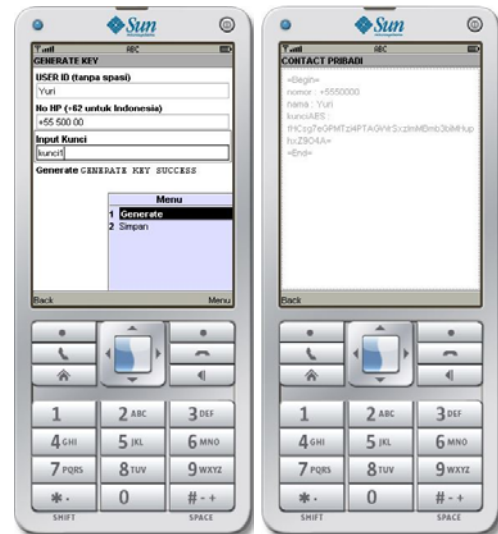 Sun
ABC
GENERATE KEY
USER ID (tanpa spasi)
Yuri
No HP (+62 untuk Indonesia)
+55 500 00
Input Kunci
kunci1
Generate GENERATE KEY SUCCESS
Menu
1 Generate
2 Simpan
Back Menu
1 2 ABC 3 DEF
4 GHI 5 JKL 6 MNO
7 PQRS 8 TUV 9 WXYZ
* . 0 # - +
SHIFT SPACE
Sun
ABC
CONTACT PRIBADI
=Begin=
nomor : +5550000
nama : Yuri
kunciAES :
=End=
Back
1 2 ABC 3 DEF
4 GHI 5 JKL 6 MNO
7 PQRS 8 TUV 9 WXYZ
* . 0 # - +
SHIFT SPACE